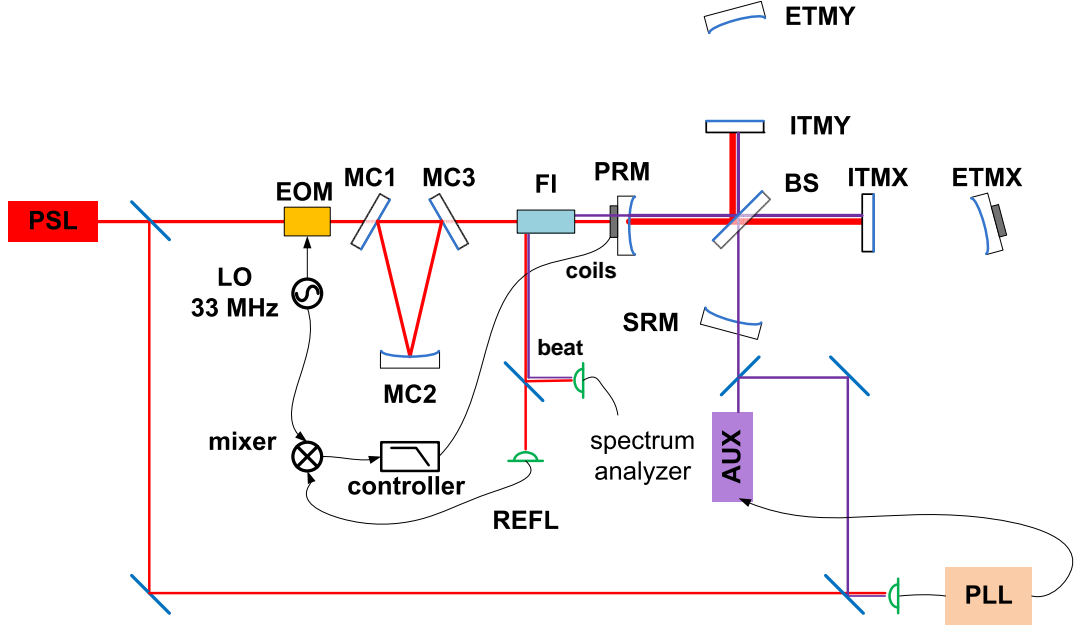 ETMY
ITMY
MC1
MC3
FI
PRM
BS
ITMX
ETMX
EOM
PSL
coils
LO
33 MHz
SRM
beat
MC2
mixer
spectrum
analyzer
AUX
controller
REFL
PLL